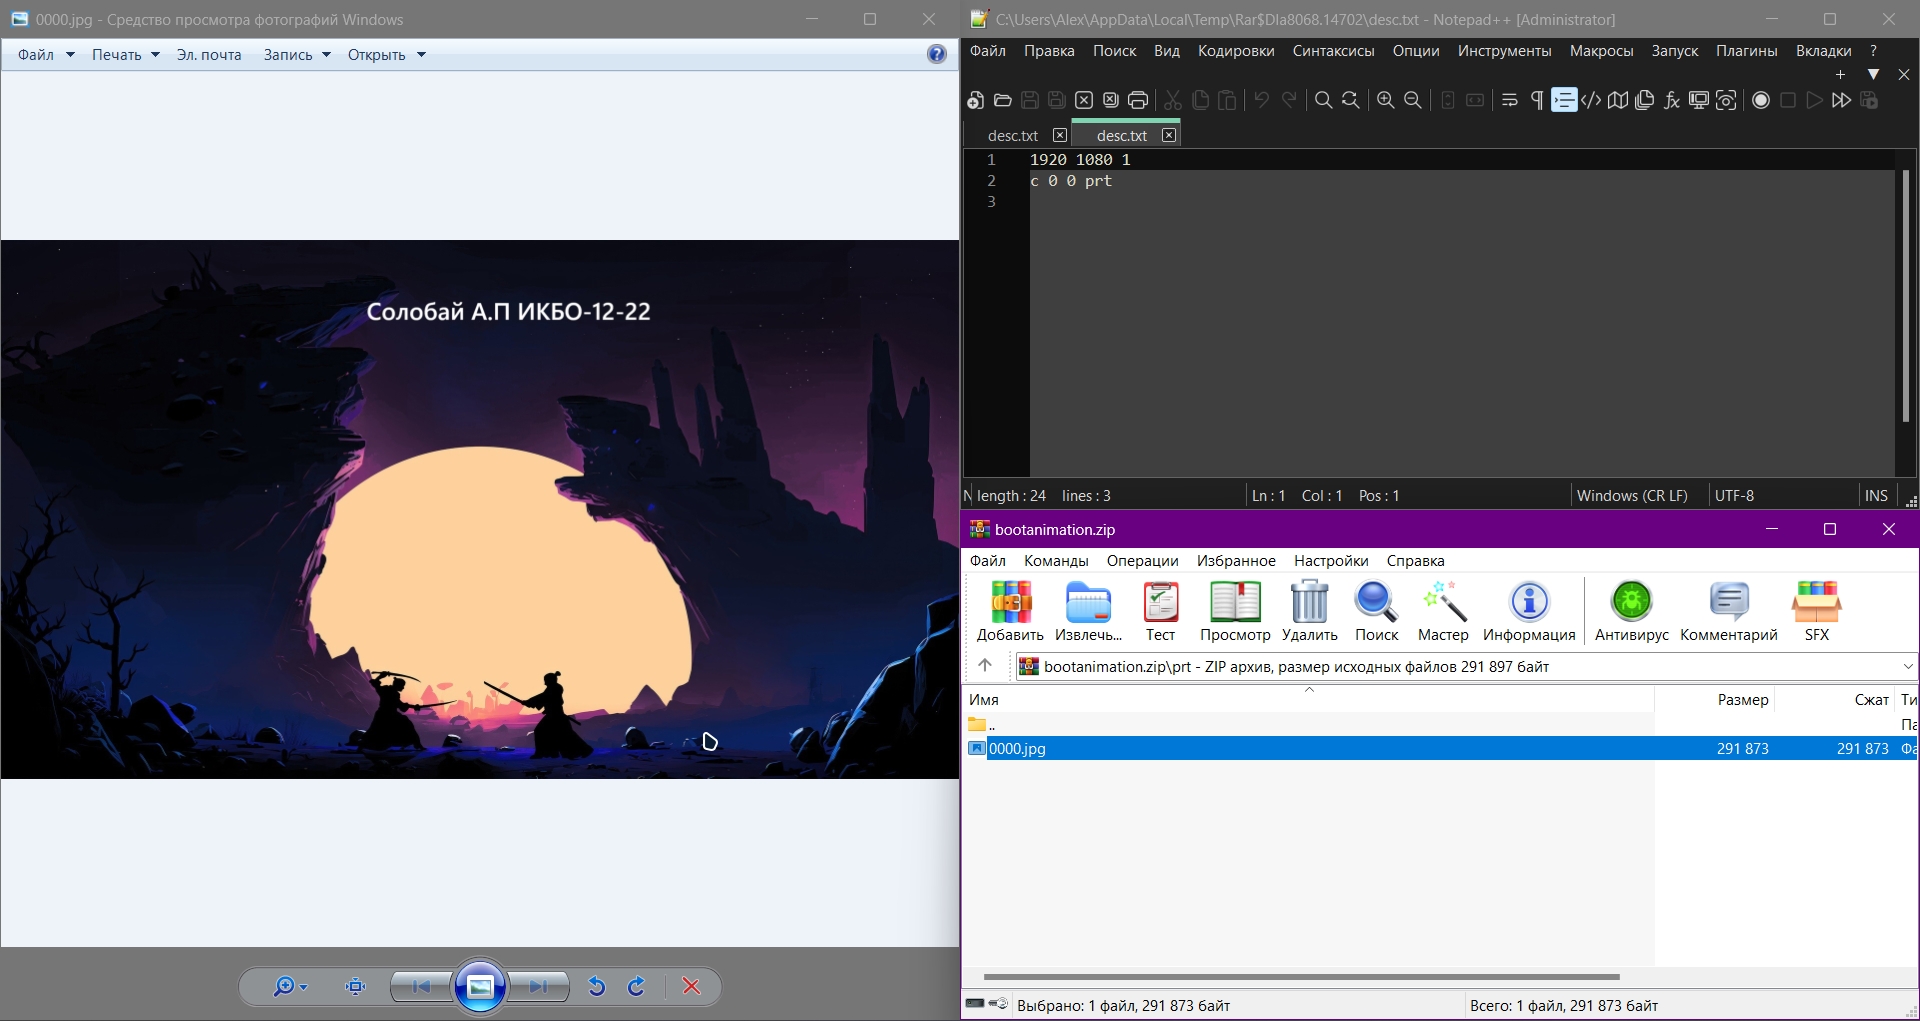 0000.jpg - Средство просмотра фотографий Windows
Файл Печать Эл. почта Запись Открыть
Солобай А.П ИКБО-12-22
C:\Users\Alex\AppData\Local\Temp\Rar$DIa8068.14702\desc.txt - Notepad++ [Administrator]
Файл Правка Поиск Вид Кодировки Синтаксисы Опции Инструменты Макросы Запуск Плагины Вкладки ?
desc.txt desc.txt
1 1920 1080 1
2 c 0 0 prt
3
N length : 24 lines : 3 Ln : 1 Col : 1 Pos : 1 Windows (CR LF) UTF-8 INS
bootanimation.zip
Файл Команды Операции Избранное Настройки Справка
Добавить Извлечь... Тест Просмотр Удалить Поиск Мастер Информация Антивирус Комментарий SFX
bootanimation.zip\prt - ZIP архив, размер исходных файлов 291 897 байт
Имя Размер Сжат Ти
.. Па
0000.jpg 291 873 291 873 Фа
Выбрано: 1 файл, 291 873 байт Всего: 1 файл, 291 873 байт